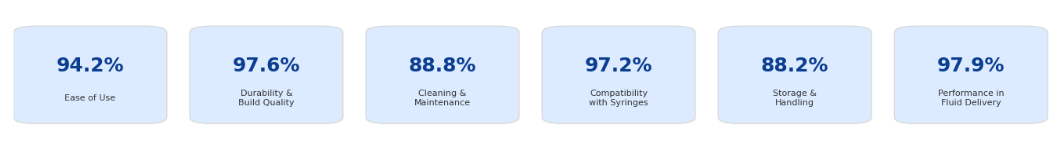 94.2%
Ease of Use
97.6%
Durability &
Build Quality
88.8%
Cleaning &
Maintenance
97.2%
Compatibility
with Syringes
88.2%
Storage &
Handling
97.9%
Performance in
Fluid Delivery